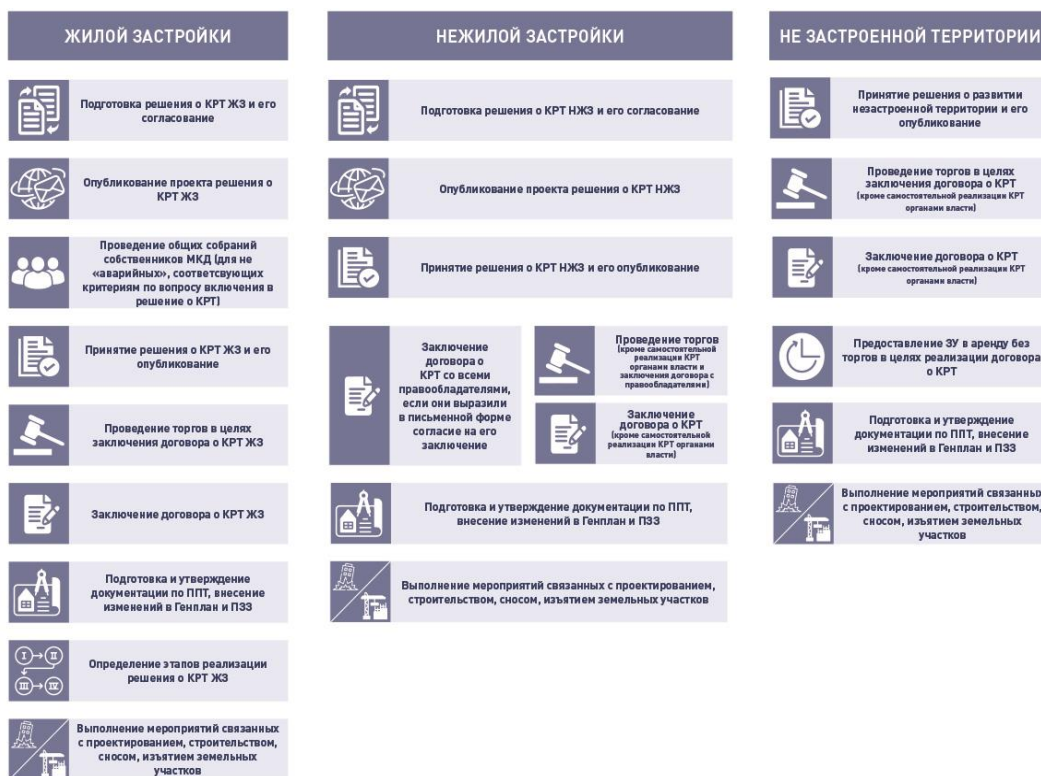 ЖИЛОЙ ЗАСТРОЙКИ
Подготовка решения о КРТ ЖЗ и его
согласование
Опубликование проекта решения о
КРТ ЖЗ
Проведение общих собраний
собственников МКД (для не
«аварийных», соответсвующих
критериям по вопросу включения в
решение о КРТ)
Принятие решения о КРТ ЖЗ и его
опубликование
Проведение торгов в целях
заключения договора о КРТ ЖЗ
Заключение договора о КРТ ЖЗ
Подготовка и утверждение
документации по ППТ, внесение
изменений в Генплан и ПЗЗ
I II
III IV
Определение этапов реализации
решения о КРТ ЖЗ
Выполнение мероприятий связанных
с проектированием, строительством,
сносом, изъятием земельных
участков
НЕЖИЛОЙ ЗАСТРОЙКИ
Подготовка решения о КРТ НЖЗ и его согласование
Опубликование проекта решения о КРТ НЖЗ
Принятие решения о КРТ НЖЗ и его опубликование
Заключение
договора о
КРТ со всеми
правообладателями,
если они выразили
в письменной форме
согласие на его
заключение
Проведение торгов
(кроме самостоятельной
реализации КРТ
органами власти и
заключения договора с
правообладателями)
Заключение
договора о КРТ
(кроме самостоятельной
реализации КРТ органами
власти)
Подготовка и утверждение документации по ППТ,
внесение изменений в Генплан и ПЗЗ
Выполнение мероприятий связанных с проектированием,
строительством, сносом, изъятием земельных участков
НЕ ЗАСТРОЕННОЙ ТЕРРИТОРИИ
Принятие решения о развитии
незастроенной территории и его
опубликование
Проведение торгов в целях
заключения договора о КРТ
(кроме самостоятельной реализации КРТ
органами власти)
Заключение договора о КРТ
(кроме самостоятельной реализации КРТ
органами власти)
Предоставление ЗУ в аренду без
торгов в целях реализации договора
о КРТ
Подготовка и утверждение
документации по ППТ, внесение
изменений в Генплан и ПЗЗ
Выполнение мероприятий связанных
с проектированием, строительством,
сносом, изъятием земельных
участков